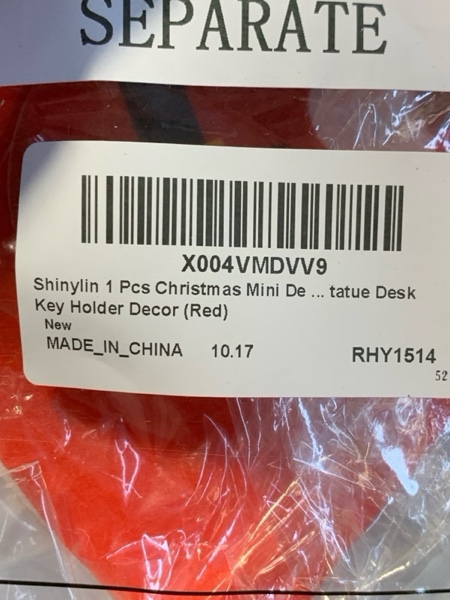 SEPARATE
X004VMDVV9
Shinylin 1 Pcs Christmas Mini De ... tatue Desk
Key Holder Decor (Red)
New
MADE_IN_CHINA 10.17 RHY1514
52